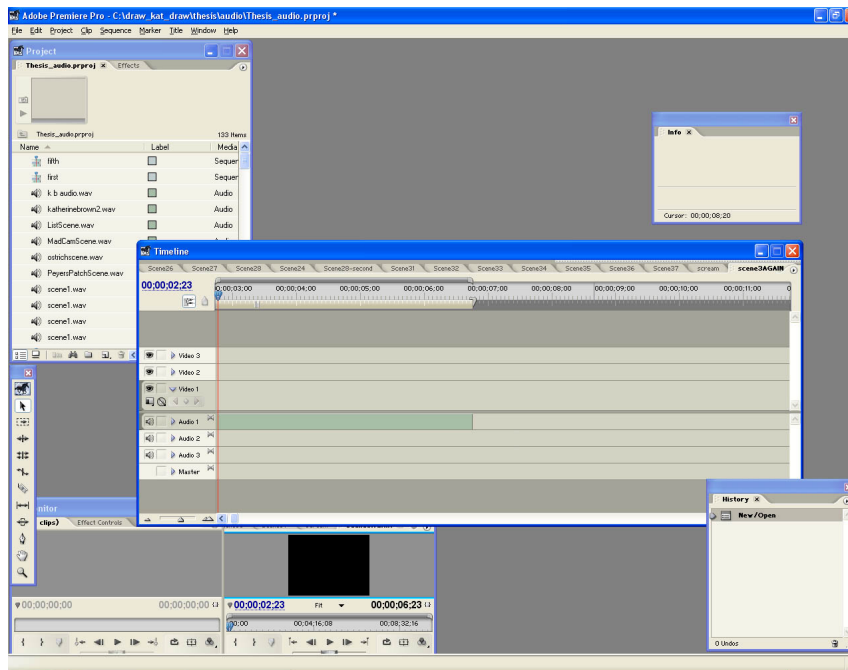 Adobe Premiere Pro - C:\draw_kat_draw\thesis\audio\Thesis_audio.prproj *
File Edit Project Clip Sequence Marker Title Window Help
Project
Thesis_audio.prproj Effects
Thesis_audio.prproj 133 Items
Name Label Media
fifth Sequer
first Sequer
k b audio.wav Audio
katherinebrown2.wav Audio
ListScene.wav Audio
MadCamScene.wav
ostrichscene.wav
PeyersPatchScene.wav
scene1.wav
scene1.wav
scene1.wav
scene1.wav
Info
Cursor: 00;00;08;20
Timeline
Scene26 Scene27 Scene28 Scene24 Scene28-second Scene31 Scene32 Scene33 Scene34 Scene35 Scene36 Scene37 scream scene3AGAIN
00;00;02;23
0;00;03;00 00;00;04;00 00;00;05;00 00;00;06;00 00;00;07;00 00;00;08;00 00;00;09;00 00;00;10;00 00;00;11;00 0
Video 3
Video 2
Video 1
Audio 1
Audio 2
Audio 3
Master
nitor
clips) Effect Controls
00;00;00;00 00;00;00;00
00;00;02;23 Fit 00;00;06;23
00;00 00;04;16;08 00;08;32;16
History
New/Open
0 Undos